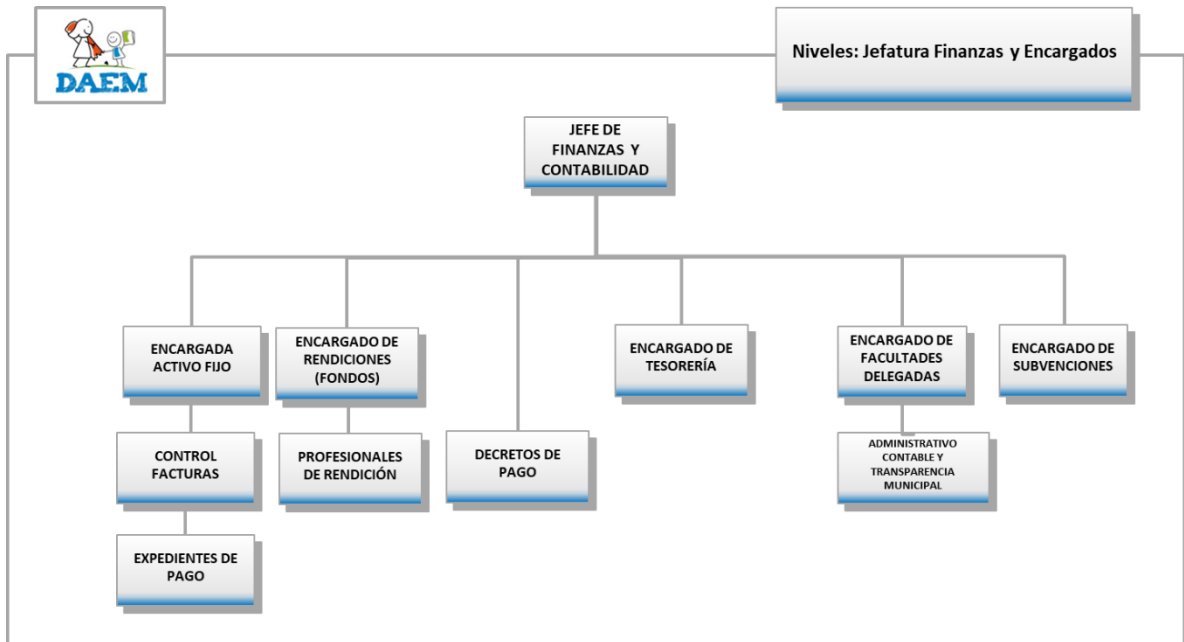 DAEM
Niveles: Jefatura Finanzas y Encargados
JEFE DE
FINANZAS Y
CONTABILIDAD
ENCARGADA
ACTIVO FIJO
ENCARGADO DE
RENDICIONES
(FONDOS)
ENCARGADO DE
TESORERÍA
ENCARGADO DE
FACULTADES
DELEGADAS
ENCARGADO DE
SUBVENCIONES
CONTROL
FACTURAS
PROFESIONALES
DE RENDICIÓN
DECRETOS DE
PAGO
ADMINISTRATIVO
CONTABLE Y
TRANSPARENCIA
MUNICIPAL
EXPEDIENTES DE
PAGO